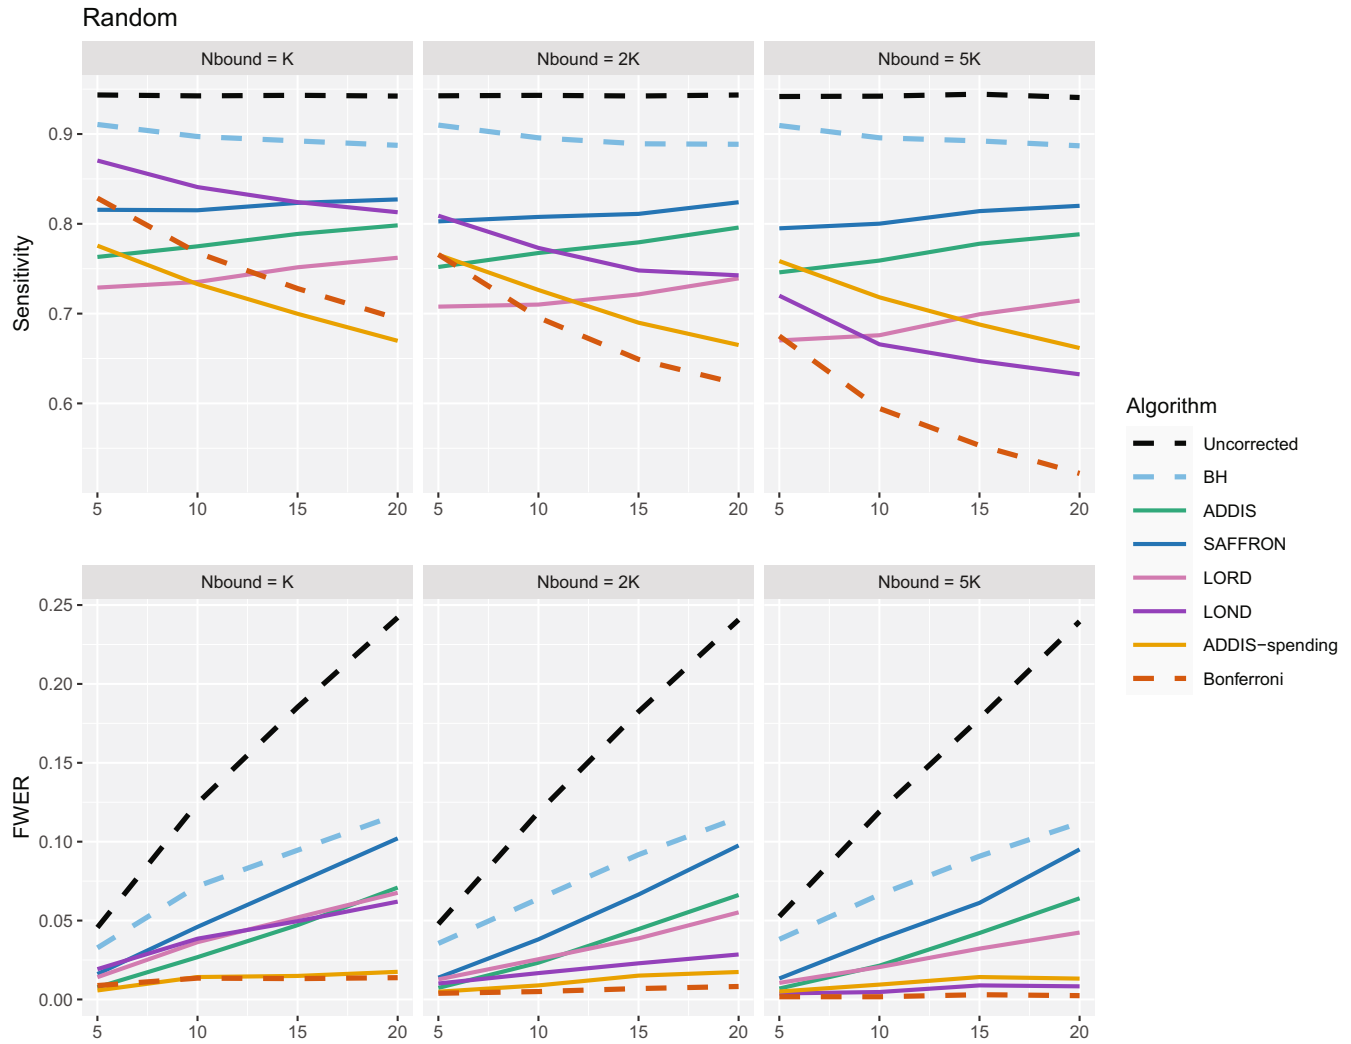 Random
Nbound = K
Nbound = 2K
Nbound = 5K
Sensitivity
0.9
0.8
0.7
0.6
5 10 15 20
5 10 15 20
5 10 15 20
Nbound = K
Nbound = 2K
Nbound = 5K
FWER
0.25
0.20
0.15
0.10
0.05
0.00
5 10 15 20
5 10 15 20
5 10 15 20
Algorithm
Uncorrected
BH
ADDIS
SAFFRON
LORD
LOND
ADDIS−spending
Bonferroni